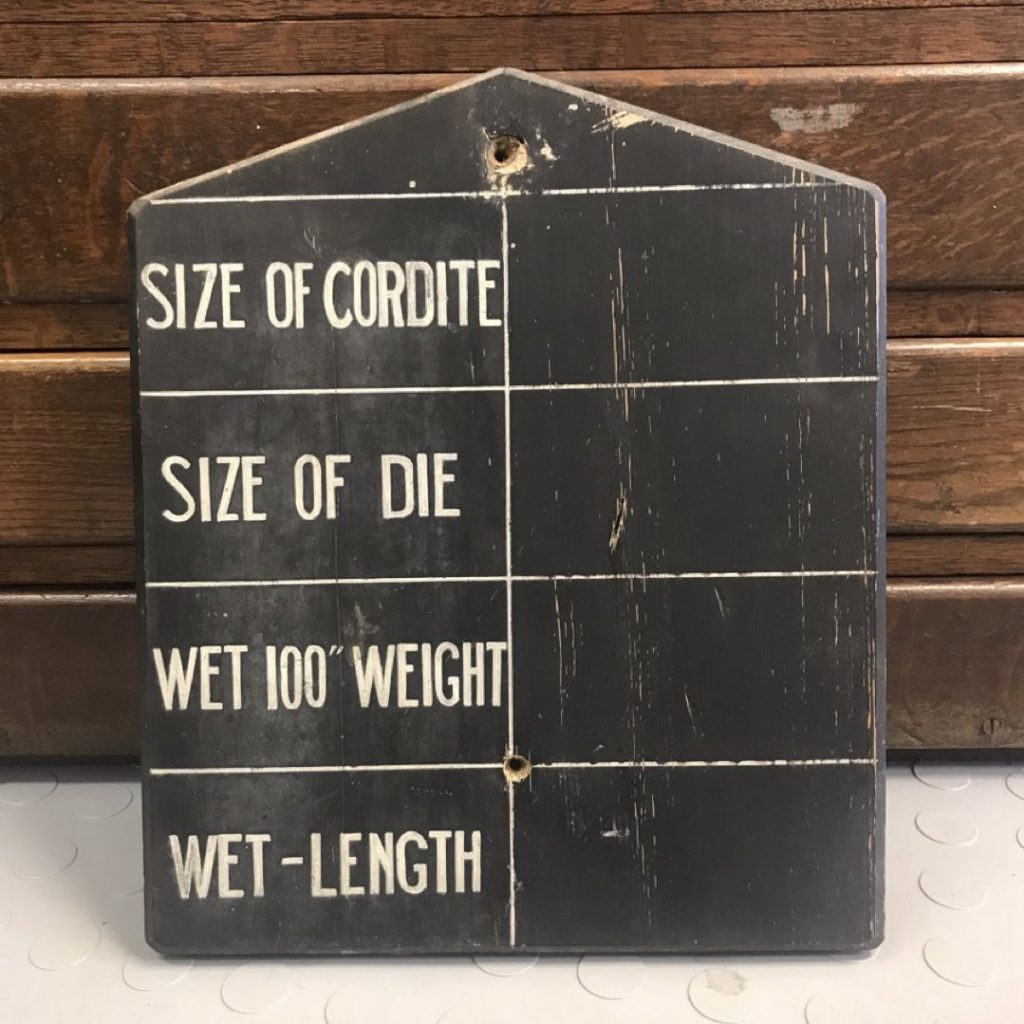 SIZE OF CORDITE
SIZE OF DIE
WET 100" WEIGHT
WET-LENGTH